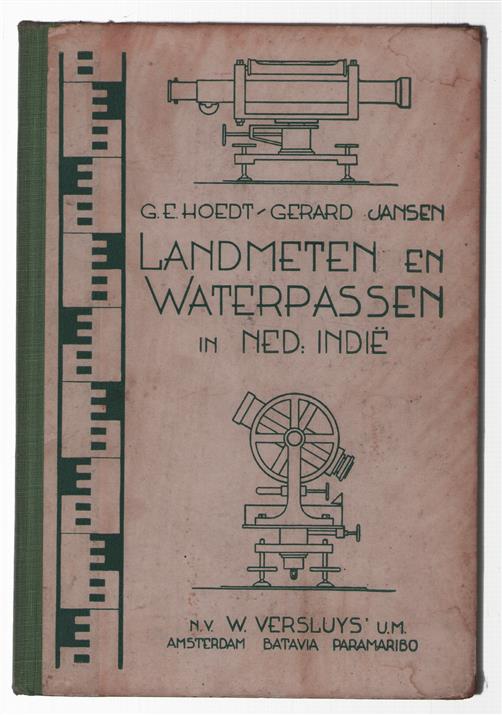 G.E. HOEDT - GERARD JANSEN
LANDMETEN EN
WATERPASSEN
IN NED: INDIË
N.V. W. VERSLUYS' U.M.
AMSTERDAM BATAVIA PARAMARIBO